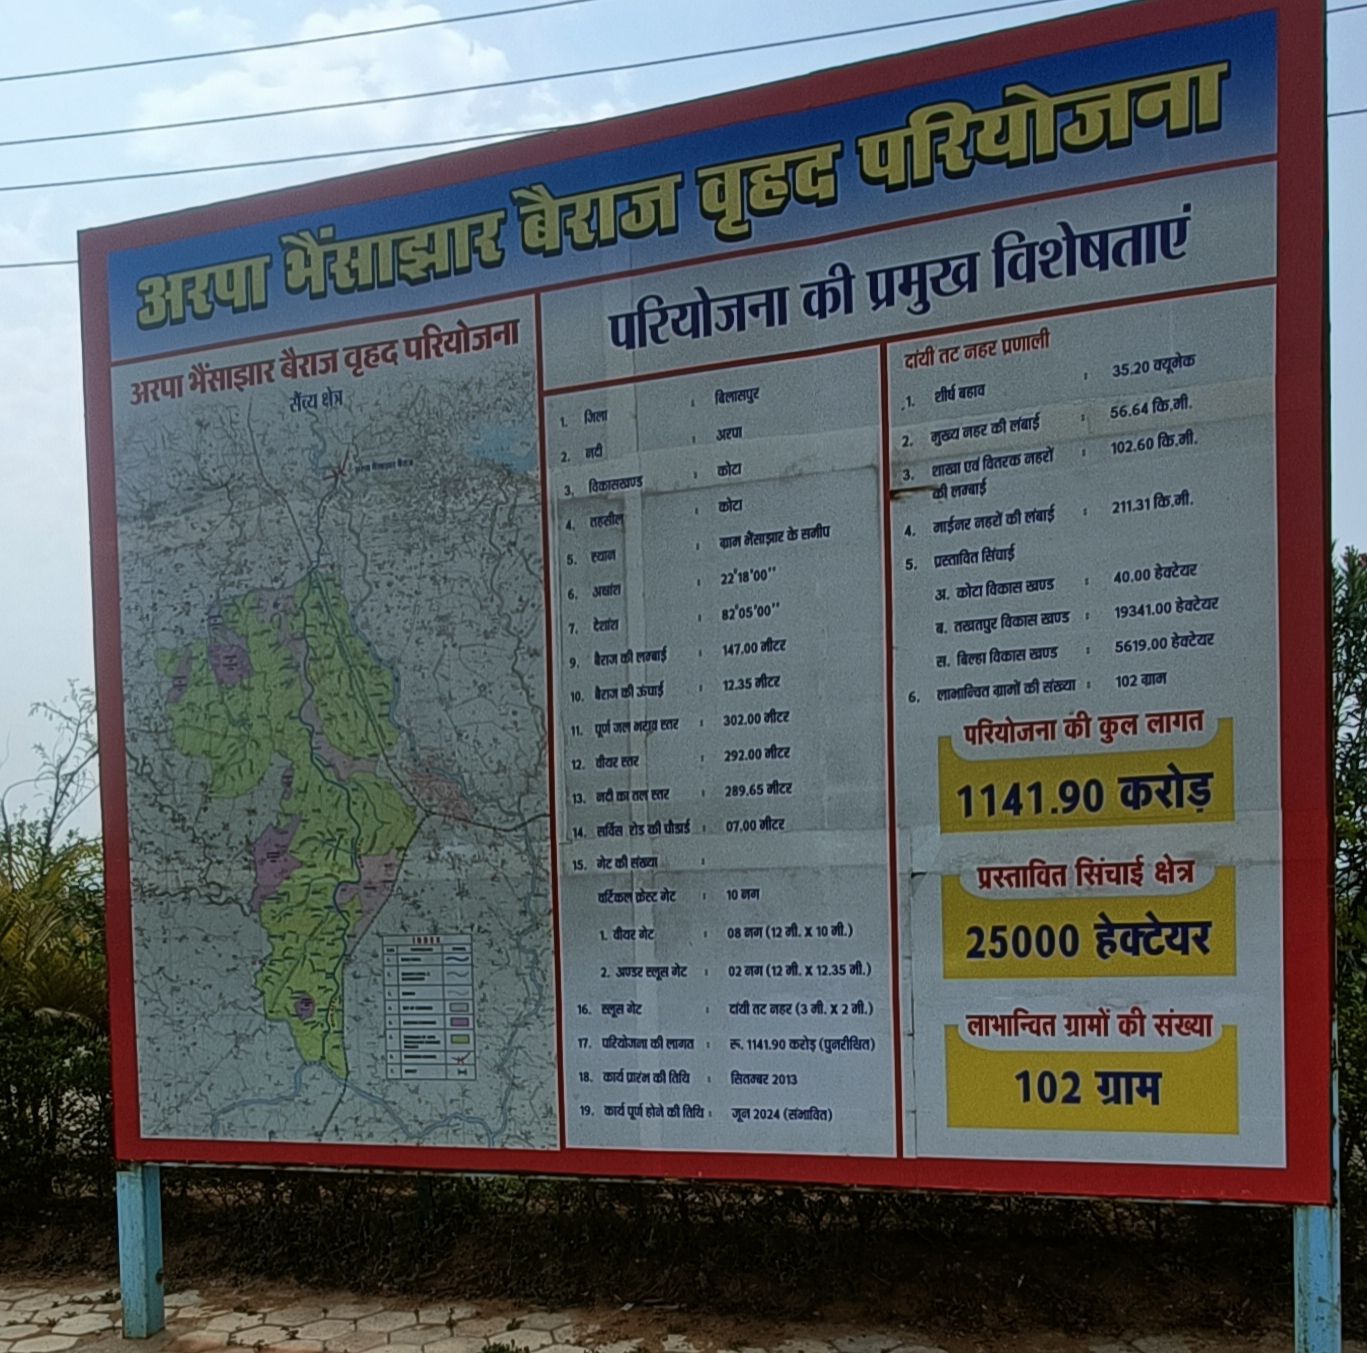 अरपा भैंसाझार बैराज वृहद परियोजना
अरपा भैंसाझार बैराज वृहद परियोजना
सैंच्य क्षेत्र
INDEX
परियोजना की प्रमुख विशेषताएं
1. जिला : बिलासपुर
2. नदी : अरपा
3. विकासखण्ड : कोटा
4. तहसील : कोटा
5. स्थान : ग्राम भैंसाझार के समीप
6. अक्षांश : 22°18'00''
7. देशांश : 82°05'00''
9. बैराज की लम्बाई : 147.00 मीटर
10. बैराज की ऊंचाई : 12.35 मीटर
11. पूर्ण जल भराव स्तर : 302.00 मीटर
12. वीयर स्तर : 292.00 मीटर
13. नदी का तल स्तर : 289.65 मीटर
14. सर्विस रोड की चौडाई : 07.00 मीटर
15. गेट की संख्या :
वर्टिकल क्रेस्ट गेट : 10 नग
1. वीयर गेट : 08 नग (12 मी. X 10 मी.)
2. अण्डर स्लूस गेट : 02 नग (12 मी. X 12.35 मी.)
16. स्लूस गेट : दांयी तट नहर (3 मी. X 2 मी.)
17. परियोजना की लागत : रू. 1141.90 करोड़ (पुनरीक्षित)
18. कार्य प्रारंभ की तिथि : सितम्बर 2013
19. कार्य पूर्ण होने की तिथि : जून 2024 (संभावित)
दांयी तट नहर प्रणाली
1. शीर्ष बहाव : 35.20 क्यूमेक
2. मुख्य नहर की लंबाई : 56.64 कि.मी.
3. शाखा एवं वितरक नहरों : 102.60 कि.मी.
की लम्बाई
4. माईनर नहरों की लंबाई : 211.31 कि.मी.
5. प्रस्तावित सिंचाई
अ. कोटा विकास खण्ड : 40.00 हेक्टेयर
ब. तखतपुर विकास खण्ड : 19341.00 हेक्टेयर
स. बिल्हा विकास खण्ड : 5619.00 हेक्टेयर
6. लाभान्वित ग्रामों की संख्या : 102 ग्राम
परियोजना की कुल लागत
1141.90 करोड़
प्रस्तावित सिंचाई क्षेत्र
25000 हेक्टेयर
लाभान्वित ग्रामों की संख्या
102 ग्राम